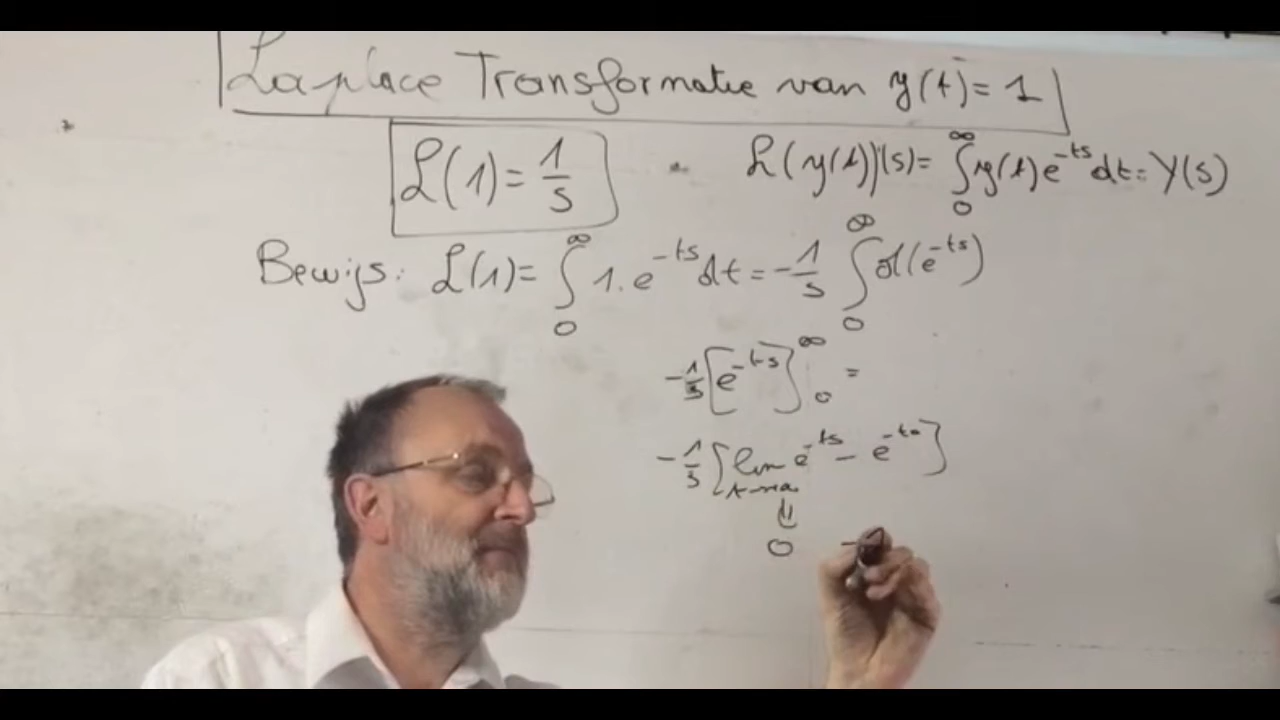 Laplace Transformatie van y(t) = 1
ℒ(1) = 1/s
ℒ(y(t))(s) = ∫₀^∞ y(t) e^{-ts} dt = Y(s)
Bewijs: ℒ(1) = ∫₀^∞ 1. e^{-ts} dt = -1/s ∫₀^∞ d(e^{-ts})
-1/s [e^{-ts}]₀^∞ =
-1/s [lim_{t→∞} e^{-ts} - e^{-t0}]
⇓
0 -1